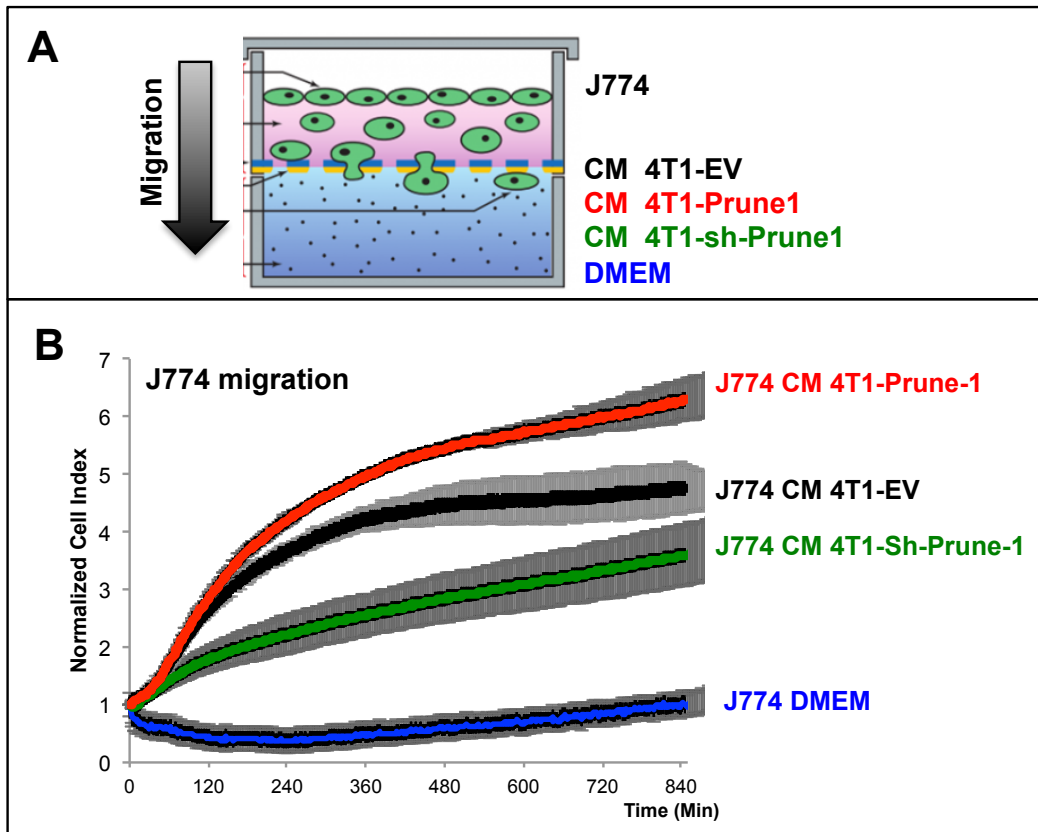 A
Migration
J774
CM 4T1-EV
CM 4T1-Prune1
CM 4T1-sh-Prune1
DMEM
B
J774 migration
Normalized Cell Index
7
6
5
4
3
2
1
0
0 120 240 360 480 600 720 840
Time (Min)
J774 CM 4T1-Prune-1
J774 CM 4T1-EV
J774 CM 4T1-Sh-Prune-1
J774 DMEM